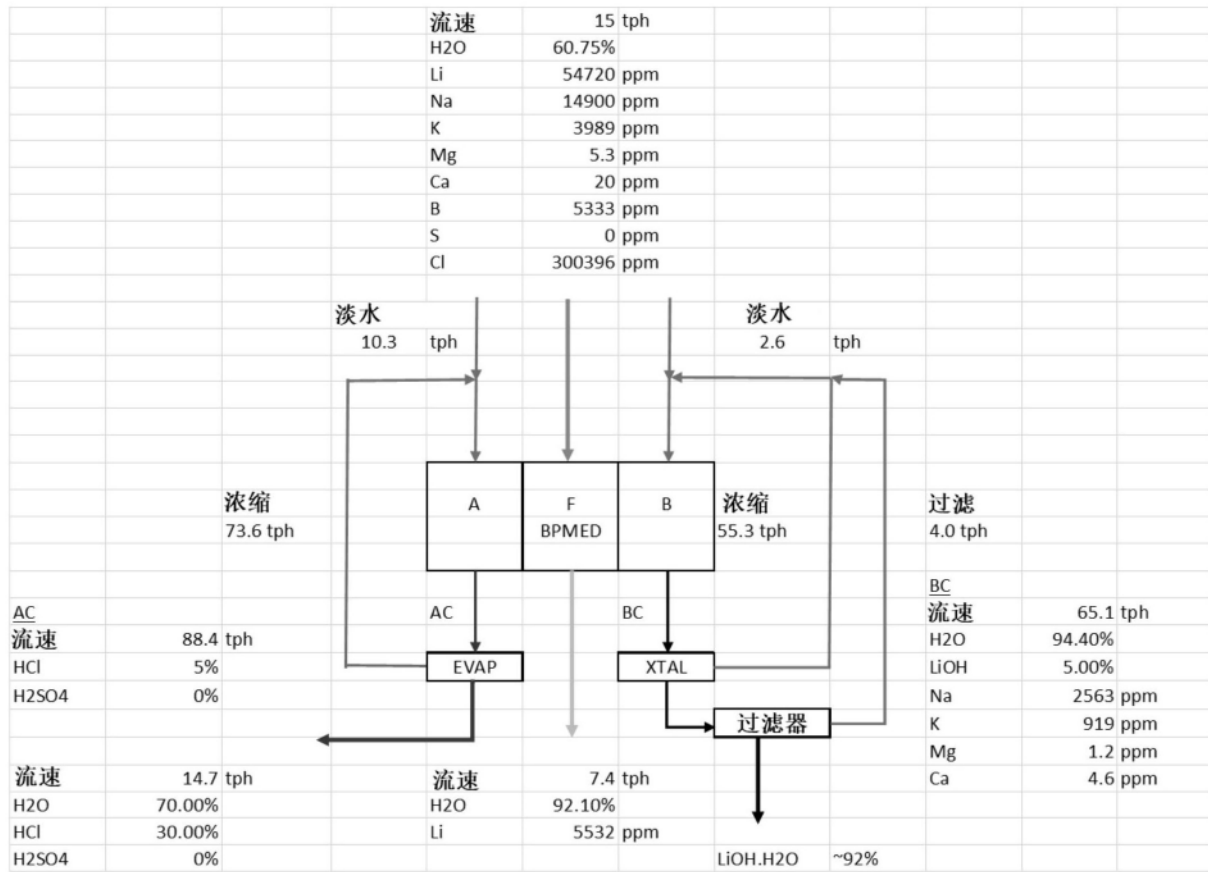 流速 15 tph
H2O 60.75%
Li 54720 ppm
Na 14900 ppm
K 3989 ppm
Mg 5.3 ppm
Ca 20 ppm
B 5333 ppm
S 0 ppm
Cl 300396 ppm
淡水
10.3 tph
淡水
2.6 tph
浓缩
73.6 tph
A
F
BPMED
B
浓缩
55.3 tph
过滤
4.0 tph
AC
流速 88.4 tph
HCl 5%
H2SO4 0%
AC
BC
EVAP
XTAL
过滤器
BC
流速 65.1 tph
H2O 94.40%
LiOH 5.00%
Na 2563 ppm
K 919 ppm
Mg 1.2 ppm
Ca 4.6 ppm
流速 14.7 tph
H2O 70.00%
HCl 30.00%
H2SO4 0%
流速 7.4 tph
H2O 92.10%
Li 5532 ppm
LiOH.H2O ~92%